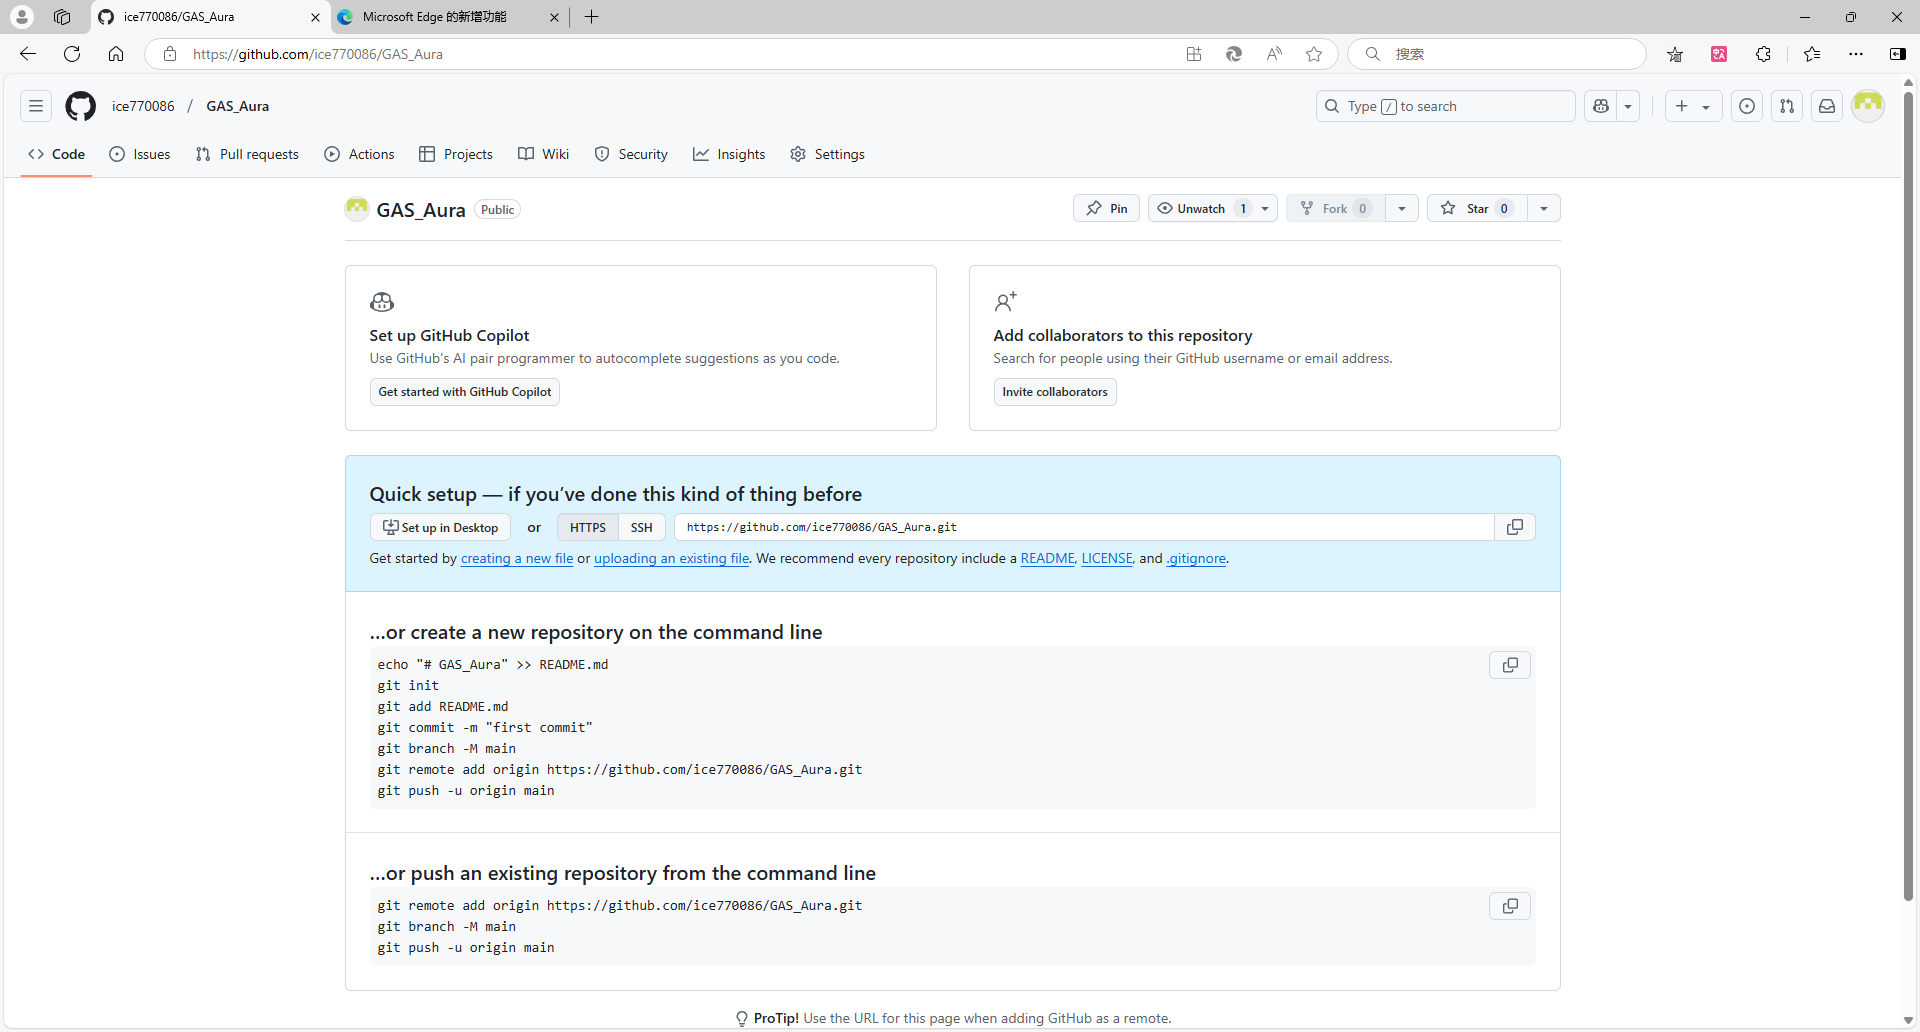 ice770086/GAS_Aura
Microsoft Edge 的新增功能
https://github.com/ice770086/GAS_Aura
搜索
ice770086 / GAS_Aura
Type / to search
Code Issues Pull requests Actions Projects Wiki Security Insights Settings
GAS_Aura Public
Pin Unwatch 1 Fork 0 Star 0
Set up GitHub Copilot
Use GitHub's AI pair programmer to autocomplete suggestions as you code.
Get started with GitHub Copilot
Add collaborators to this repository
Search for people using their GitHub username or email address.
Invite collaborators
Quick setup — if you’ve done this kind of thing before
Set up in Desktop or HTTPS SSH https://github.com/ice770086/GAS_Aura.git
Get started by creating a new file or uploading an existing file. We recommend every repository include a README, LICENSE, and .gitignore.
…or create a new repository on the command line
echo "# GAS_Aura" >> README.md
git init
git add README.md
git commit -m "first commit"
git branch -M main
git remote add origin https://github.com/ice770086/GAS_Aura.git
git push -u origin main
…or push an existing repository from the command line
git remote add origin https://github.com/ice770086/GAS_Aura.git
git branch -M main
git push -u origin main
ProTip! Use the URL for this page when adding GitHub as a remote.